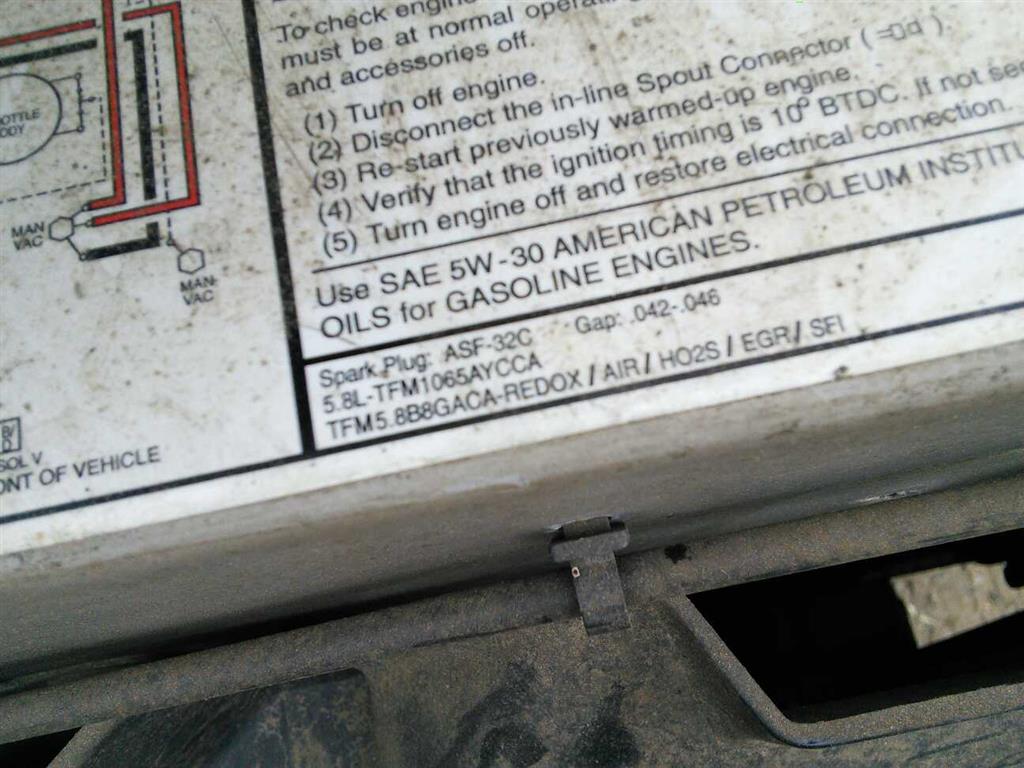 To check engine
must be at normal
and accessories off.
(1) Turn off engine.
(2) Disconnect the in-line Spout Connector ( ).
(3) Re-start previously warmed-up engine.
(4) Verify that the ignition timing is 10° BTDC. If not see
(5) Turn engine off and restore electrical connection.
Use SAE 5W-30 AMERICAN PETROLEUM INSTITU
OILS for GASOLINE ENGINES.
Spark Plug: ASF-32C Gap: .042-.046
5.8L-TFM1065AYCCA
TFM5.8B8GACA-REDOX/AIR/HO2S/EGR/SFI
OTTLE
ODY
MAN
VAC
MAN-
VAC
SOL V
ONT OF VEHICLE